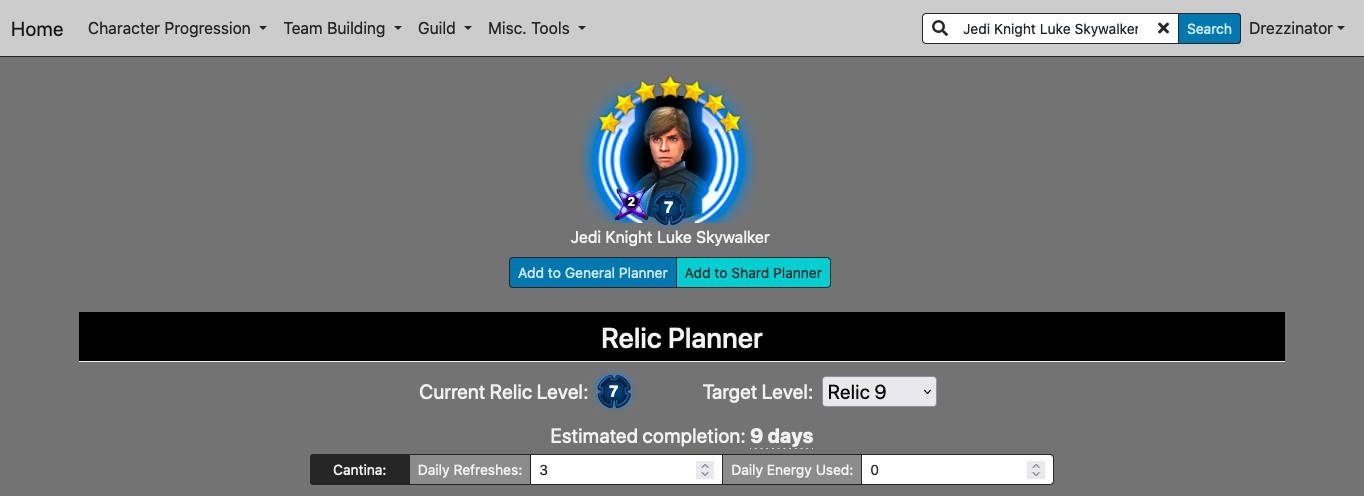 Home Character Progression Team Building Guild Misc. Tools Jedi Knight Luke Skywalker Search Drezzinator
2 7
Jedi Knight Luke Skywalker
Add to General Planner Add to Shard Planner
Relic Planner
Current Relic Level: 7 Target Level: Relic 9
Estimated completion: 9 days
Cantina: Daily Refreshes: 3 Daily Energy Used: 0